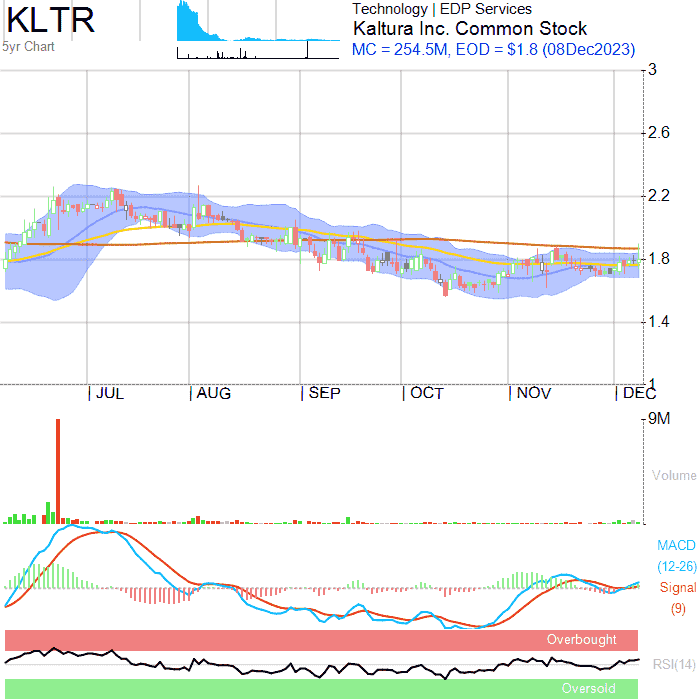 KLTR
5yr Chart
Technology | EDP Services
Kaltura Inc. Common Stock
MC = 254.5M, EOD = $1.8 (08Dec2023)
3
2.6
2.2
1.8
1.4
1
| JUL | AUG | SEP | OCT | NOV | DEC
9M
Volume
MACD
(12-26)
Signal
(9)
Overbought
RSI(14)
Oversold